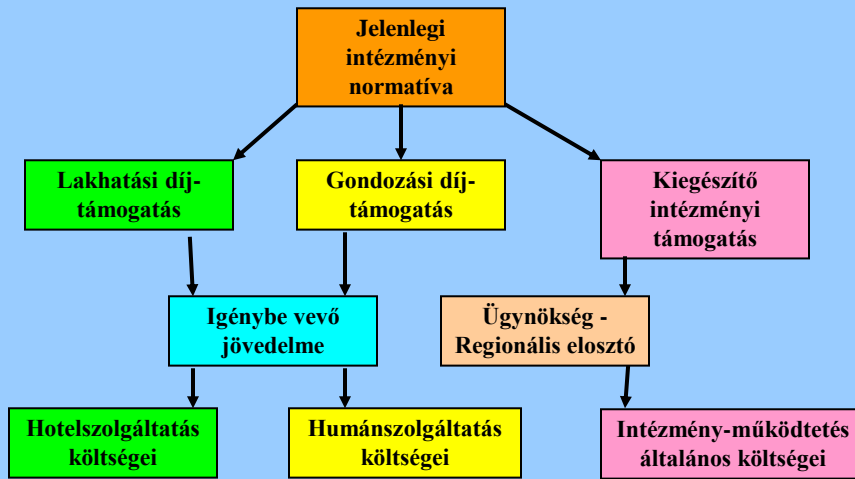 Jelenlegi
intézményi
normatíva
Lakhatási díj-
támogatás
Gondozási díj-
támogatás
Kiegészítő
intézményi
támogatás
Igénybe vevő
jövedelme
Ügynökség -
Regionális elosztó
Hotelszolgáltatás
költségei
Humánszolgáltatás
költségei
Intézmény-működtetés
általános költségei